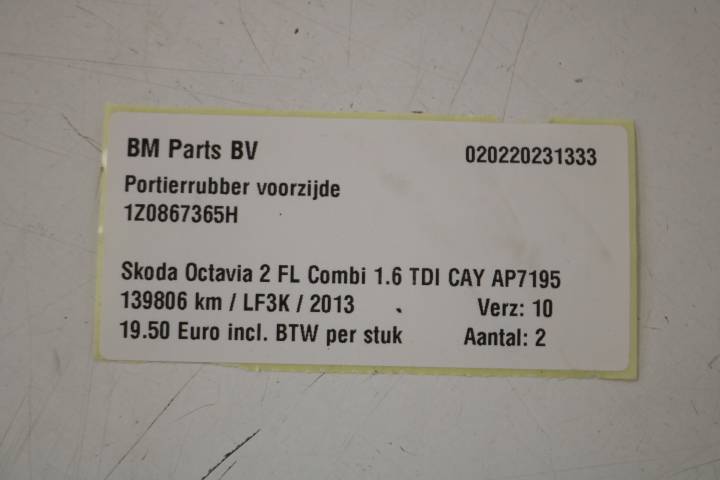 BM Parts BV 020220231333
Portierrubber voorzijde
1Z0867365H
Skoda Octavia 2 FL Combi 1.6 TDI CAY AP7195
139806 km / LF3K / 2013 Verz: 10
19.50 Euro incl. BTW per stuk Aantal: 2